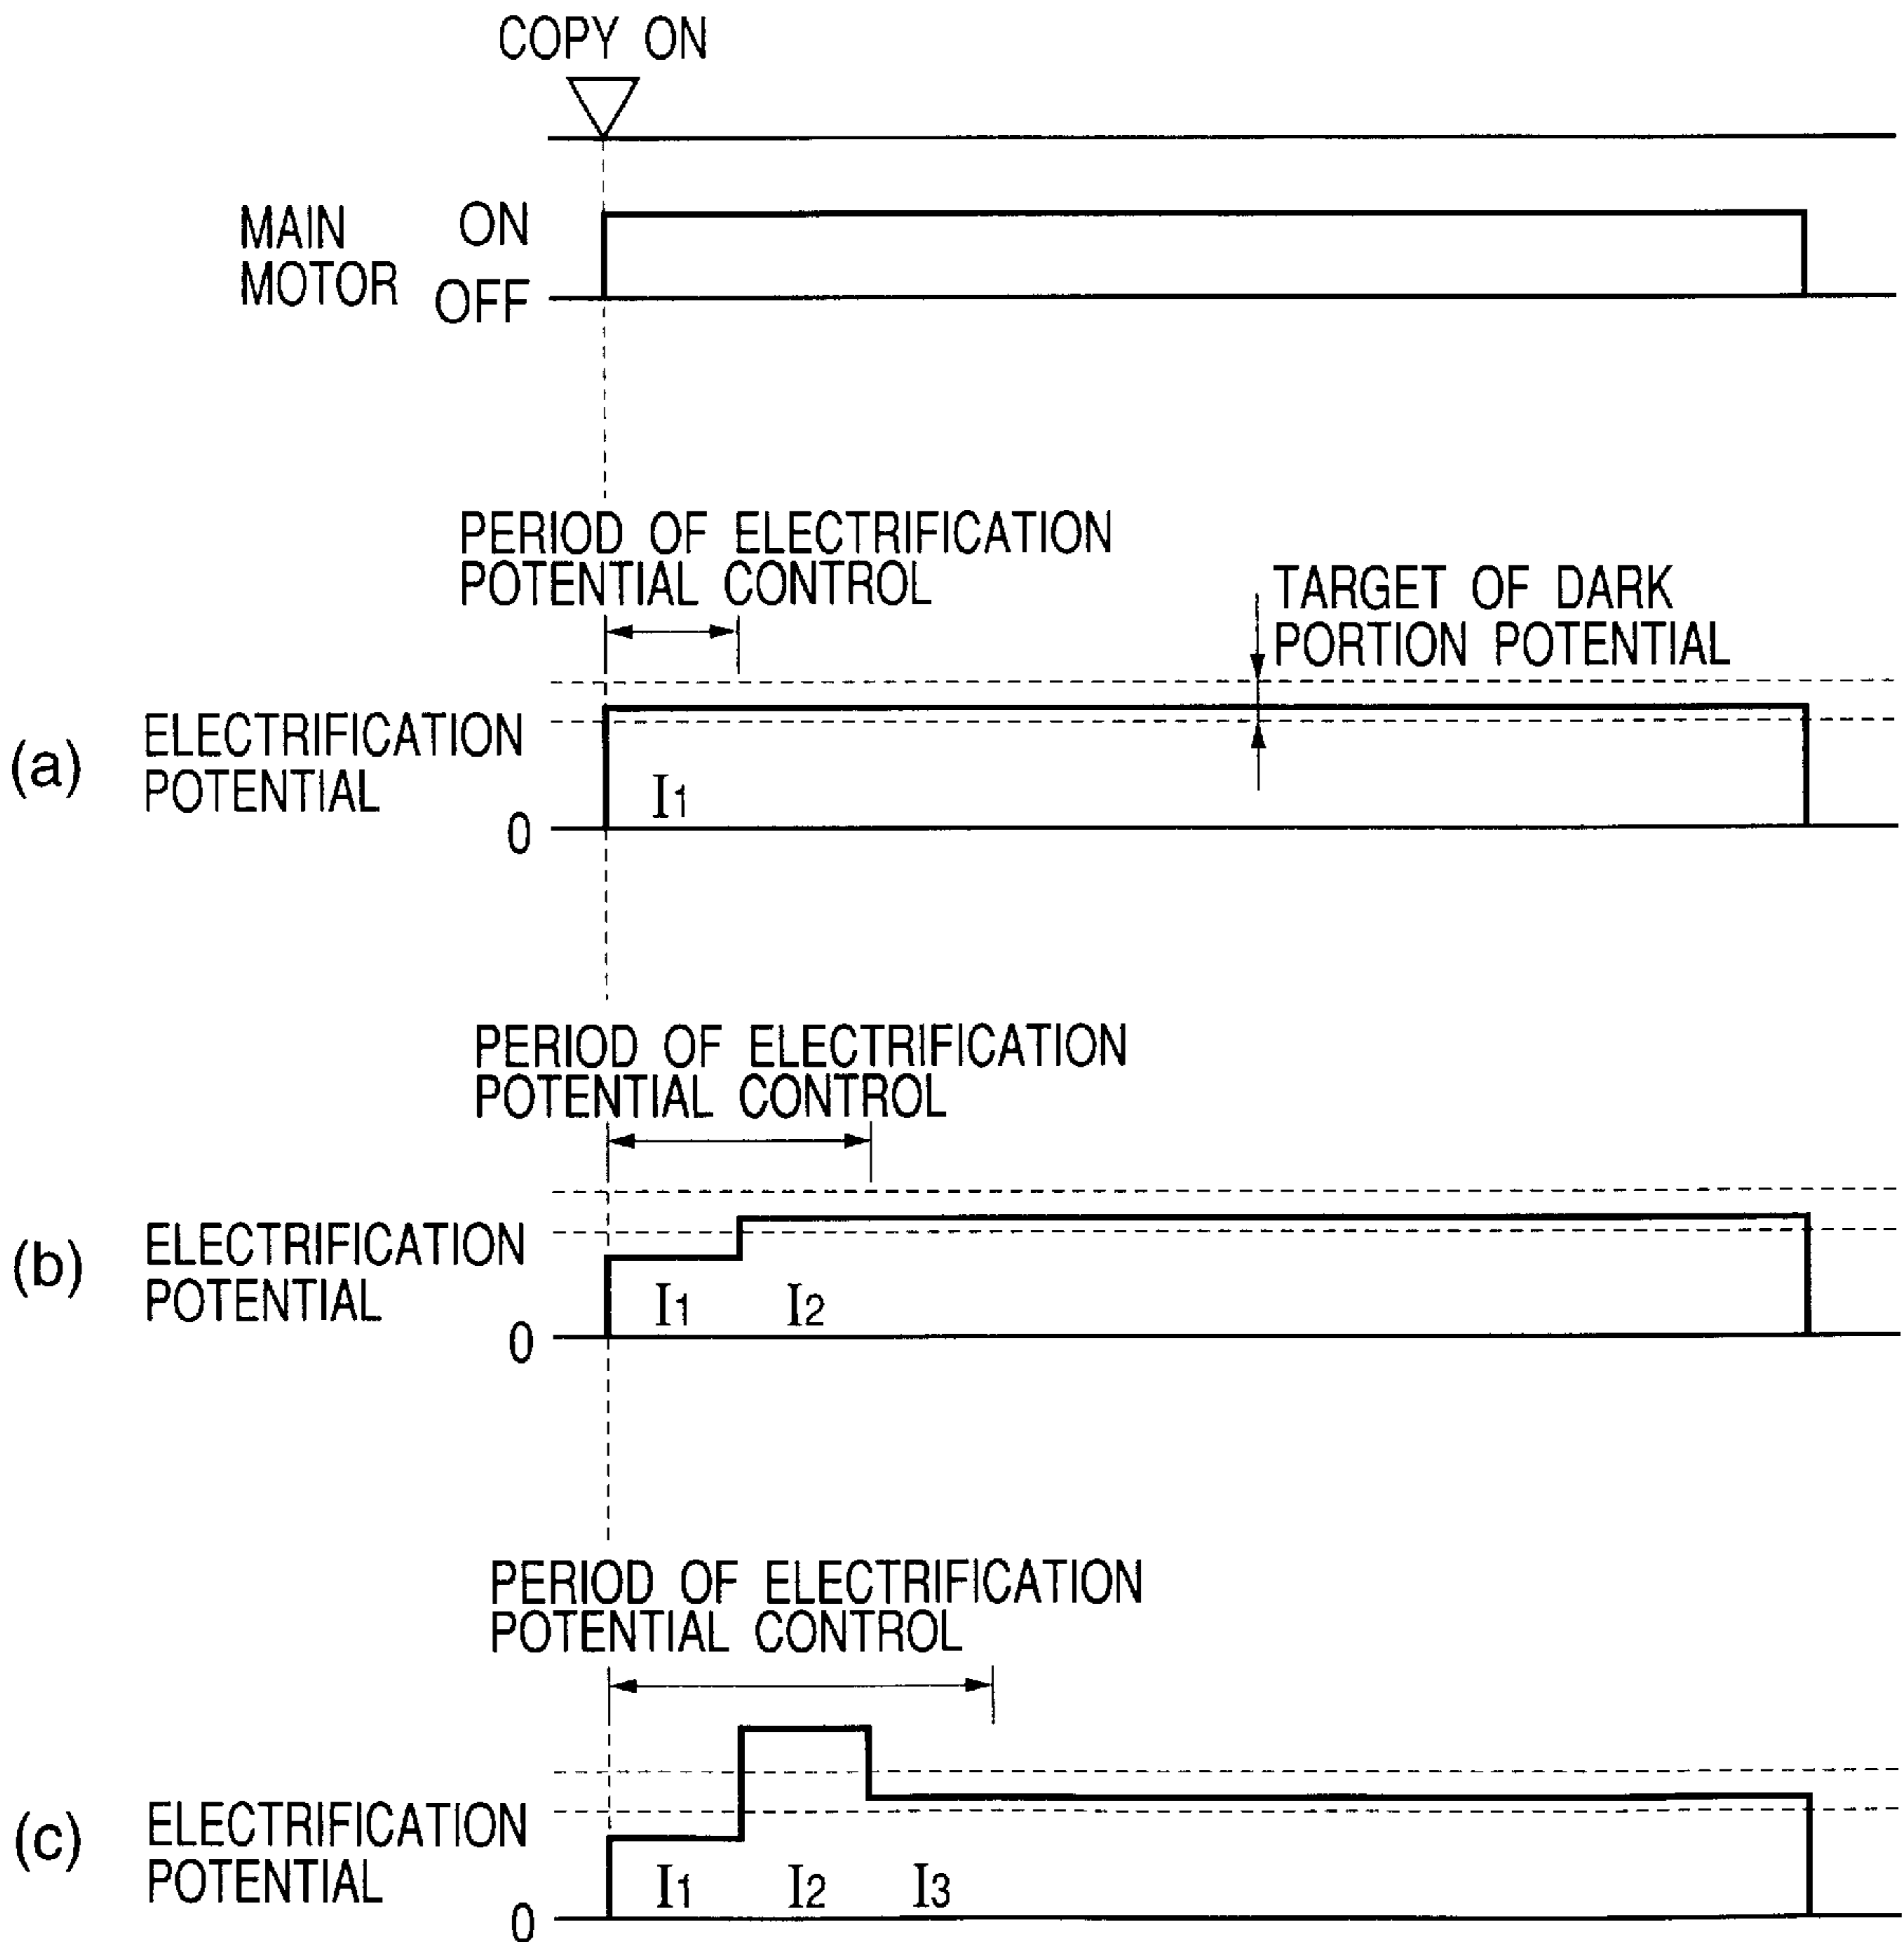 COPY ON
MAIN
MOTOR
ON
OFF
PERIOD OF ELECTRIFICATION
POTENTIAL CONTROL
TARGET OF DARK
PORTION POTENTIAL
(a)
ELECTRIFICATION
POTENTIAL
0
I1
PERIOD OF ELECTRIFICATION
POTENTIAL CONTROL
(b)
ELECTRIFICATION
POTENTIAL
0
I1 I2
PERIOD OF ELECTRIFICATION
POTENTIAL CONTROL
(c)
ELECTRIFICATION
POTENTIAL
0
I1 I2 I3